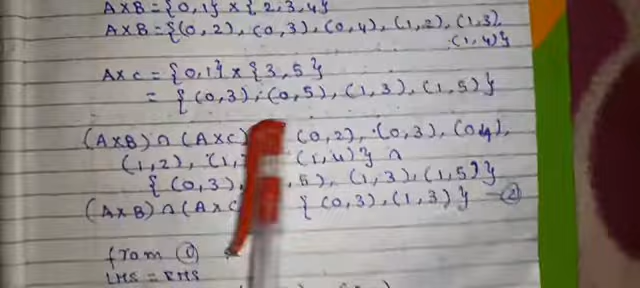 A×B={0,1} × {2,3,4}
A×B={(0,2), (0,3), (0,4), (1,2), (1,3),
(1,4)}
A×C = {0,1} × {3,5}
= {(0,3), (0,5), (1,3), (1,5)}
(A×B) ∩ (A×C) (0,2), (0,3), (0,4),
(1,2), (1, (1,4)} ∩
{(0,3), ,5), (1,3), (1,5)}
(A×B) ∩ (A×C {(0,3), (1,3)} — ②
from ①
LHS = RHS